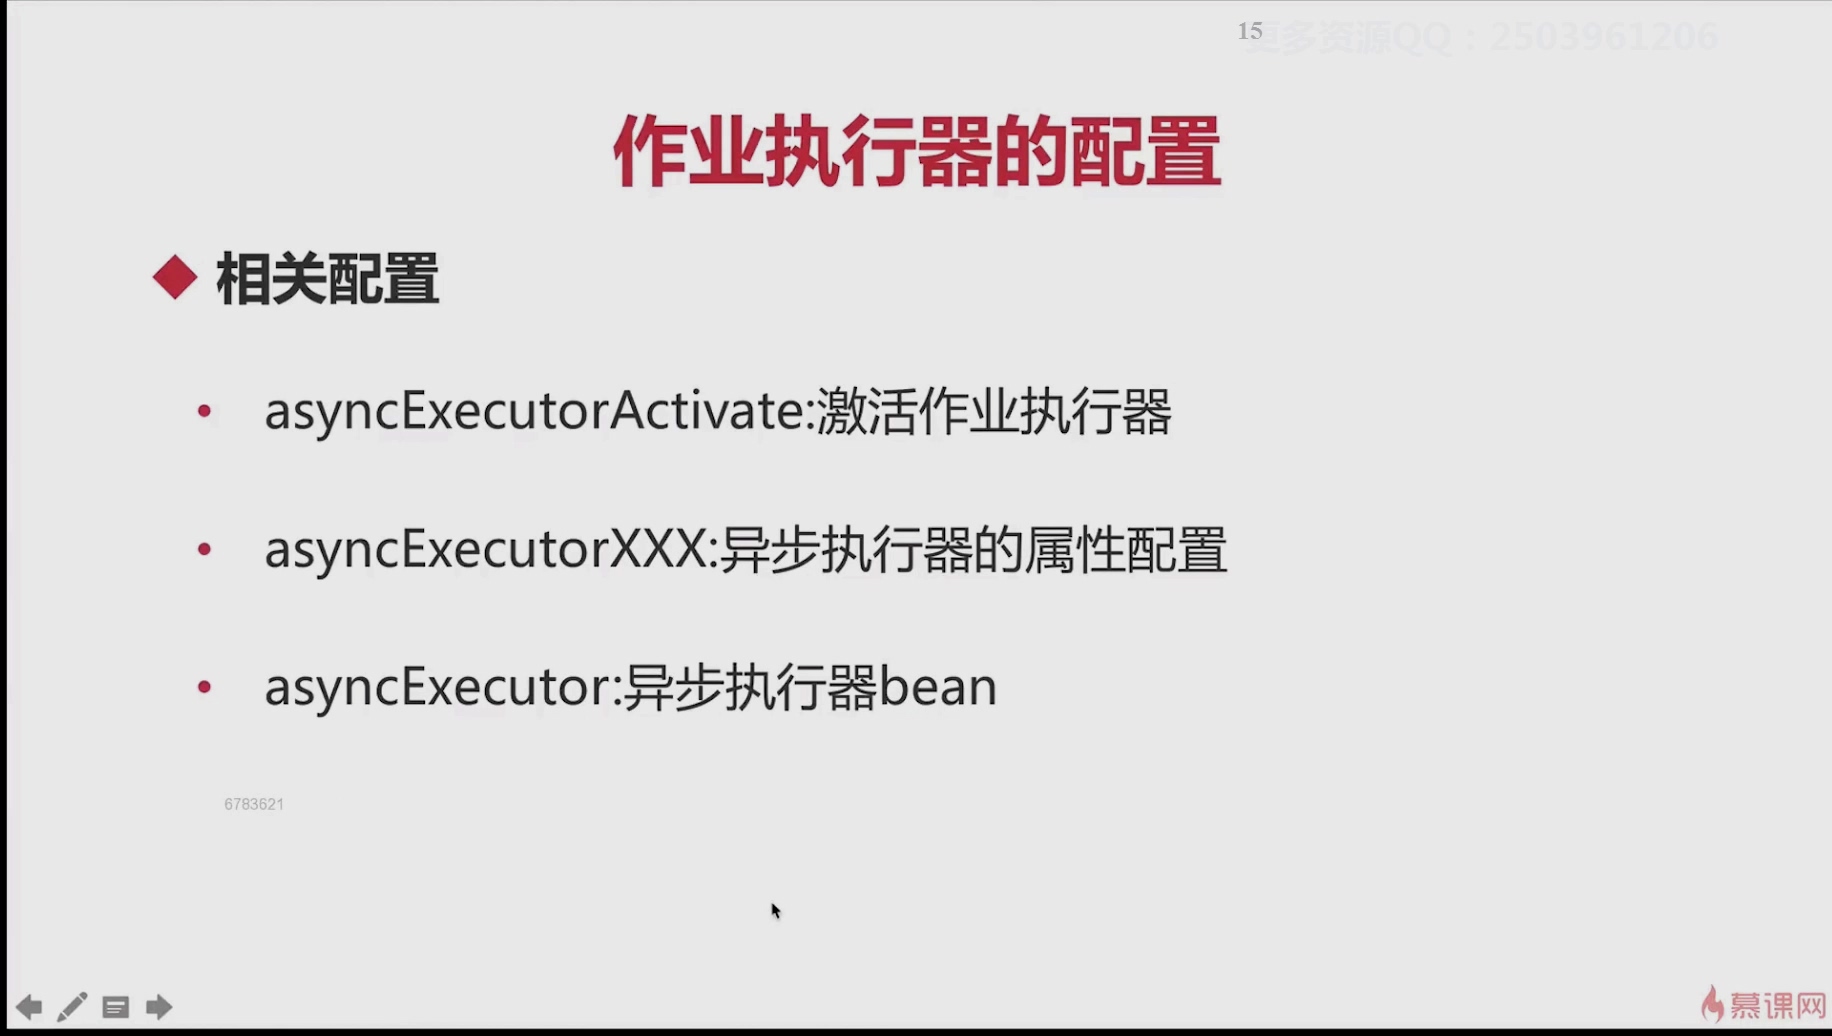 15
更多资源QQ：2503961206
作业执行器的配置
相关配置
asyncExecutorActivate:激活作业执行器
asyncExecutorXXX:异步执行器的属性配置
asyncExecutor:异步执行器bean
6783621
慕课网